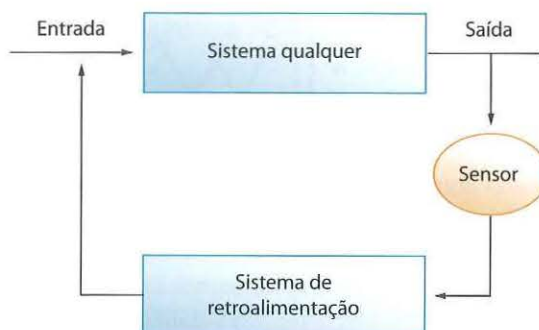 Entrada
Sistema qualquer
Saída
Sensor
Sistema de
retroalimentação